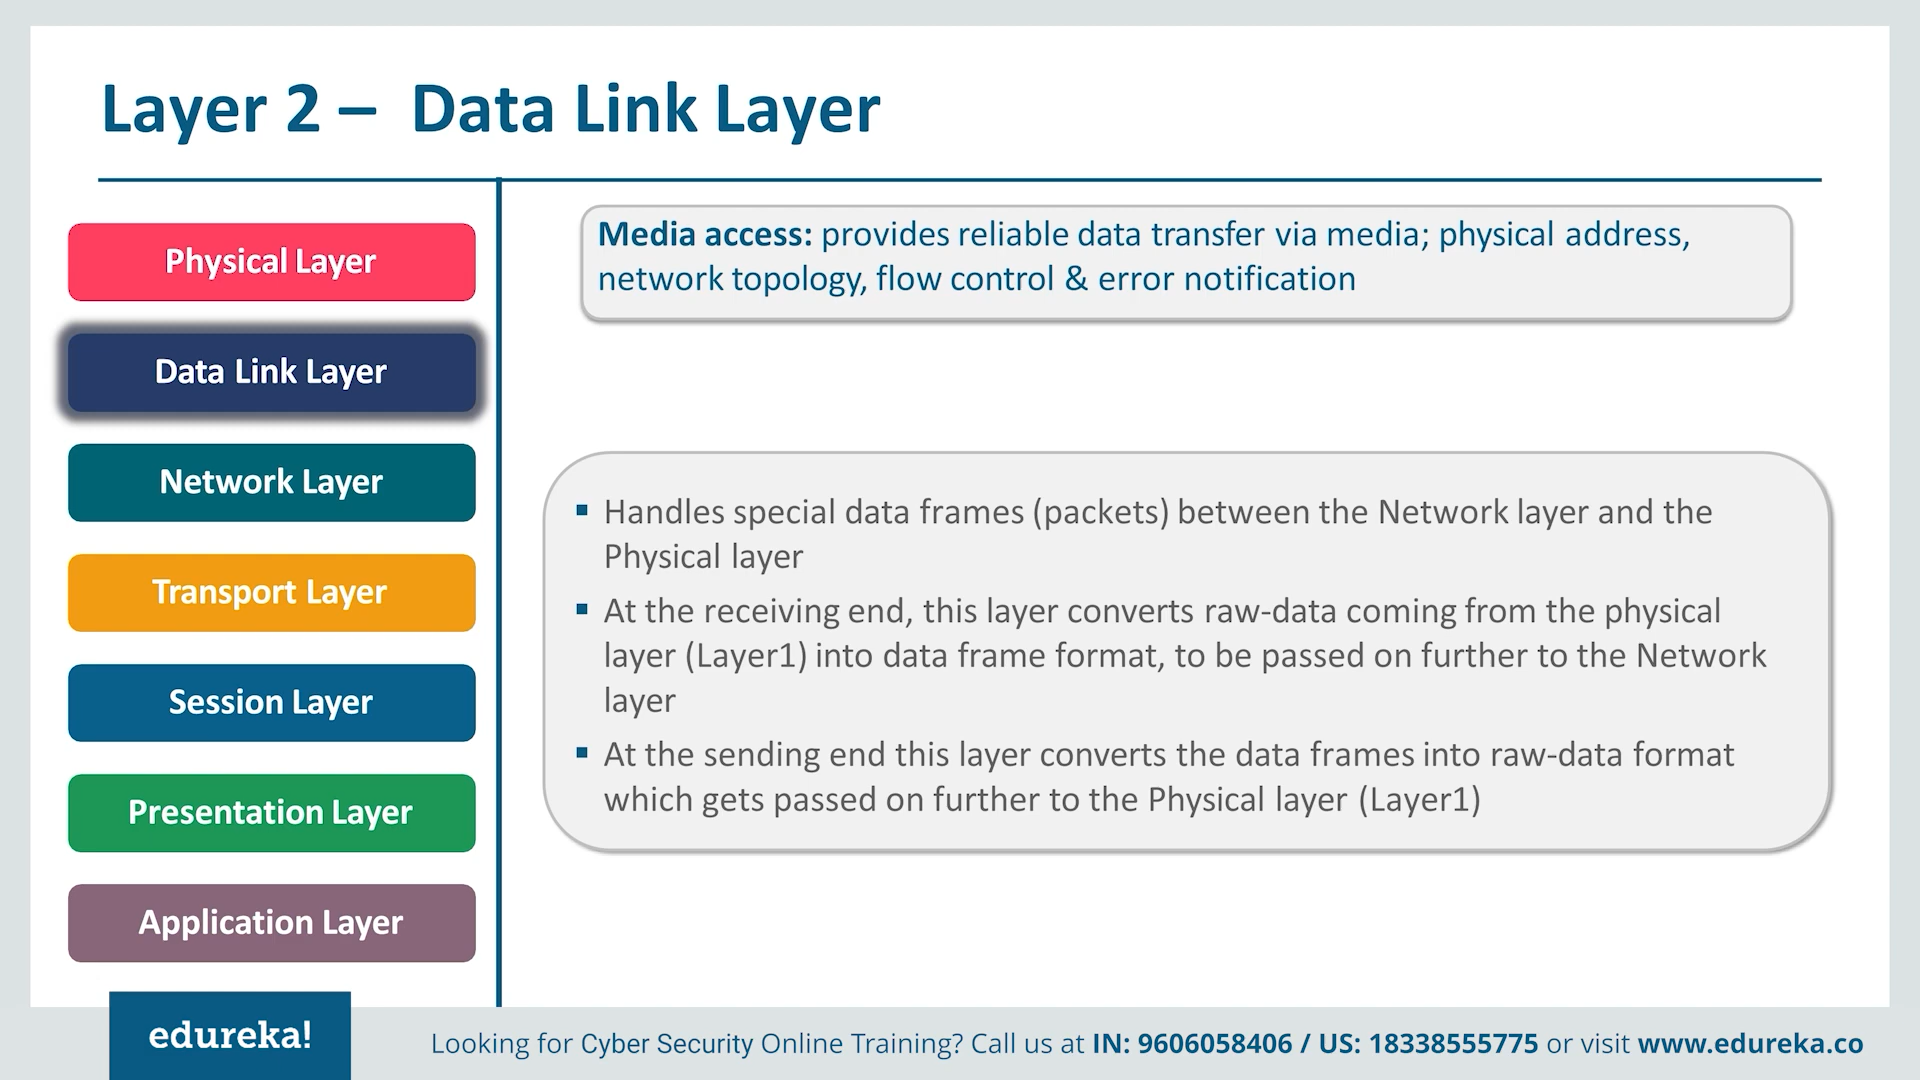 Layer 2 – Data Link Layer
Physical Layer
Data Link Layer
Network Layer
Transport Layer
Session Layer
Presentation Layer
Application Layer
Media access: provides reliable data transfer via media; physical address,
network topology, flow control & error notification
▪ Handles special data frames (packets) between the Network layer and the
Physical layer
▪ At the receiving end, this layer converts raw-data coming from the physical
layer (Layer1) into data frame format, to be passed on further to the Network
layer
▪ At the sending end this layer converts the data frames into raw-data format
which gets passed on further to the Physical layer (Layer1)
edureka!
Looking for Cyber Security Online Training? Call us at IN: 9606058406 / US: 18338555775 or visit www.edureka.co